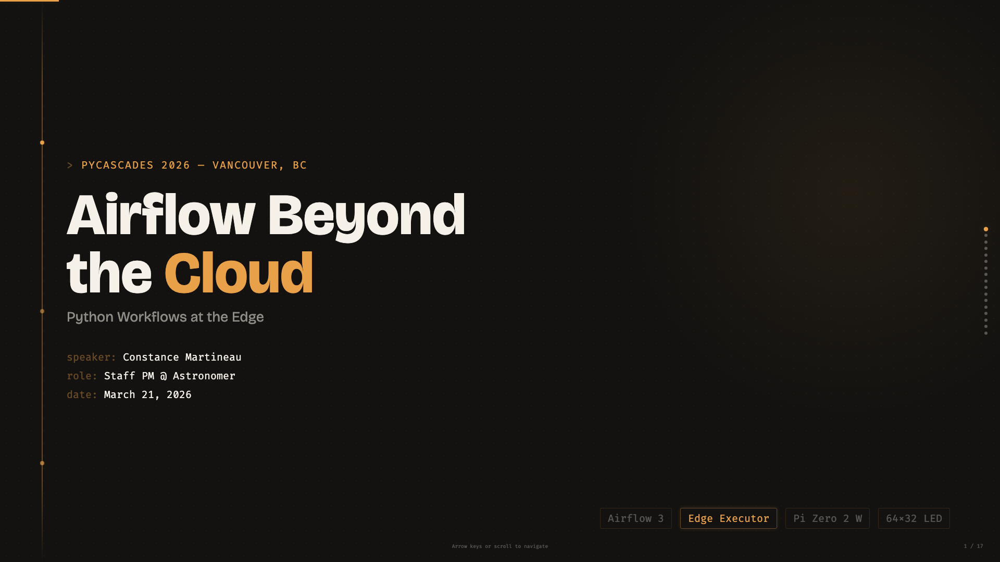 > PYCASCADES 2026 — VANCOUVER, BC
Airflow Beyond
the Cloud
Python Workflows at the Edge
speaker: Constance Martineau
role: Staff PM @ Astronomer
date: March 21, 2026
Airflow 3
Edge Executor
Pi Zero 2 W
64×32 LED
Arrow keys or scroll to navigate
1 / 17